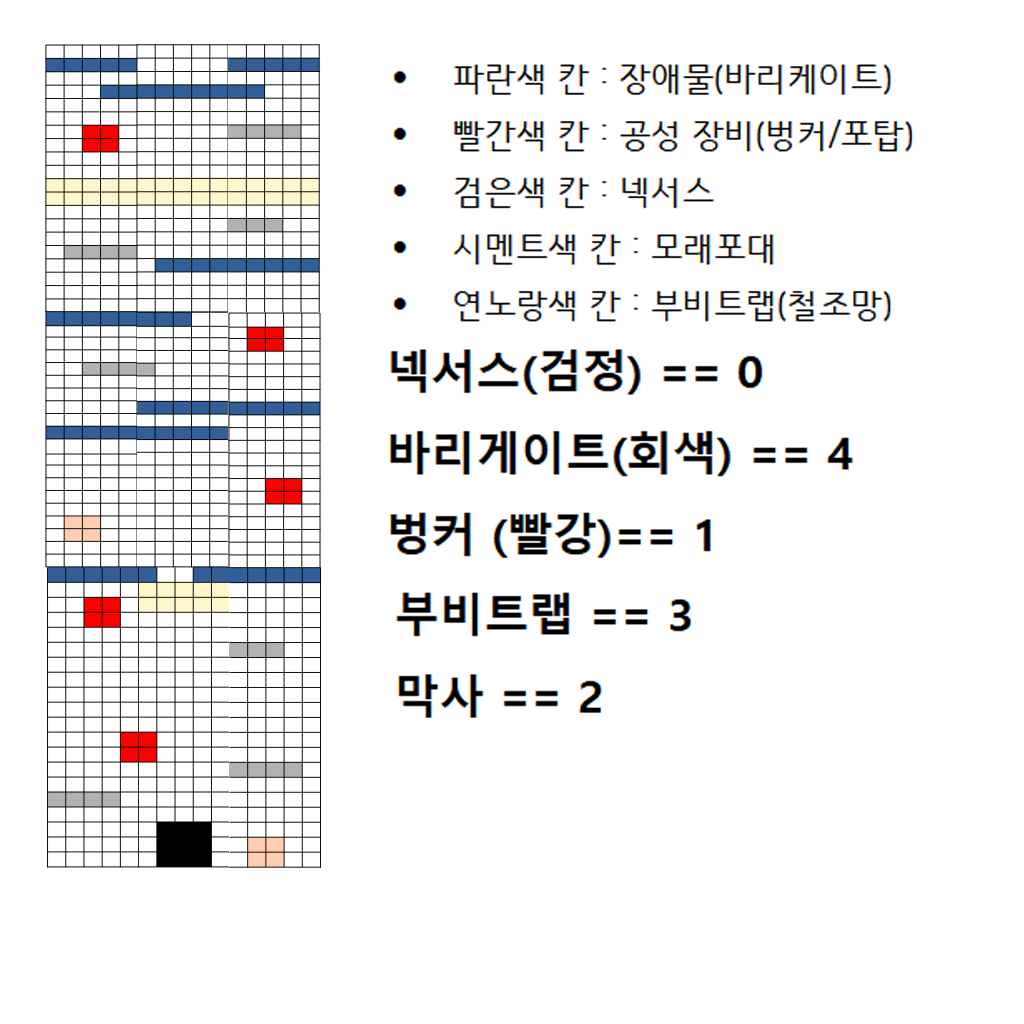 • 파란색 칸 : 장애물(바리케이트)
• 빨간색 칸 : 공성 장비(벙커/포탑)
• 검은색 칸 : 넥서스
• 시멘트색 칸 : 모래포대
• 연노랑색 칸 : 부비트랩(철조망)
넥서스(검정) == 0
바리게이트(회색) == 4
벙커 (빨강)== 1
부비트랩 == 3
막사 == 2